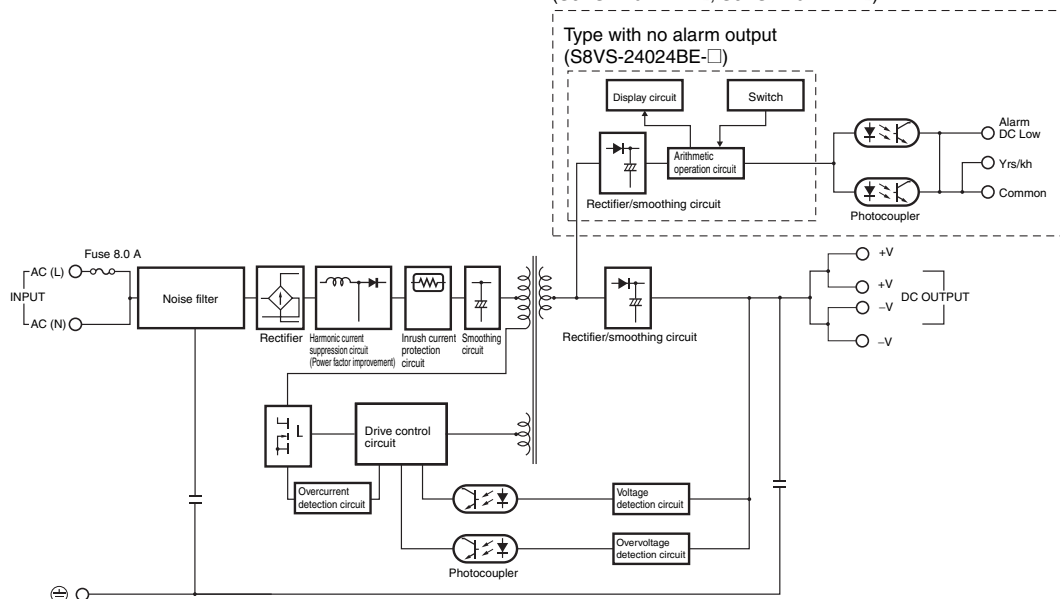 Type with no alarm output
(S8VS-24024BE-□)
Display circuit
Switch
Arithmetic
operation circuit
Rectifier/smoothing circuit
Photocoupler
Alarm
DC Low
Yrs/kh
Common
Fuse 8.0 A
AC (L)
INPUT
AC (N)
Noise filter
Rectifier
Harmonic current
suppression circuit
(Power factor improvement)
Inrush current
protection
circuit
Smoothing
circuit
Rectifier/smoothing circuit
+V
+V
DC OUTPUT
–V
–V
Drive control
circuit
Overcurrent
detection circuit
Voltage
detection circuit
Overvoltage
detection circuit
Photocoupler